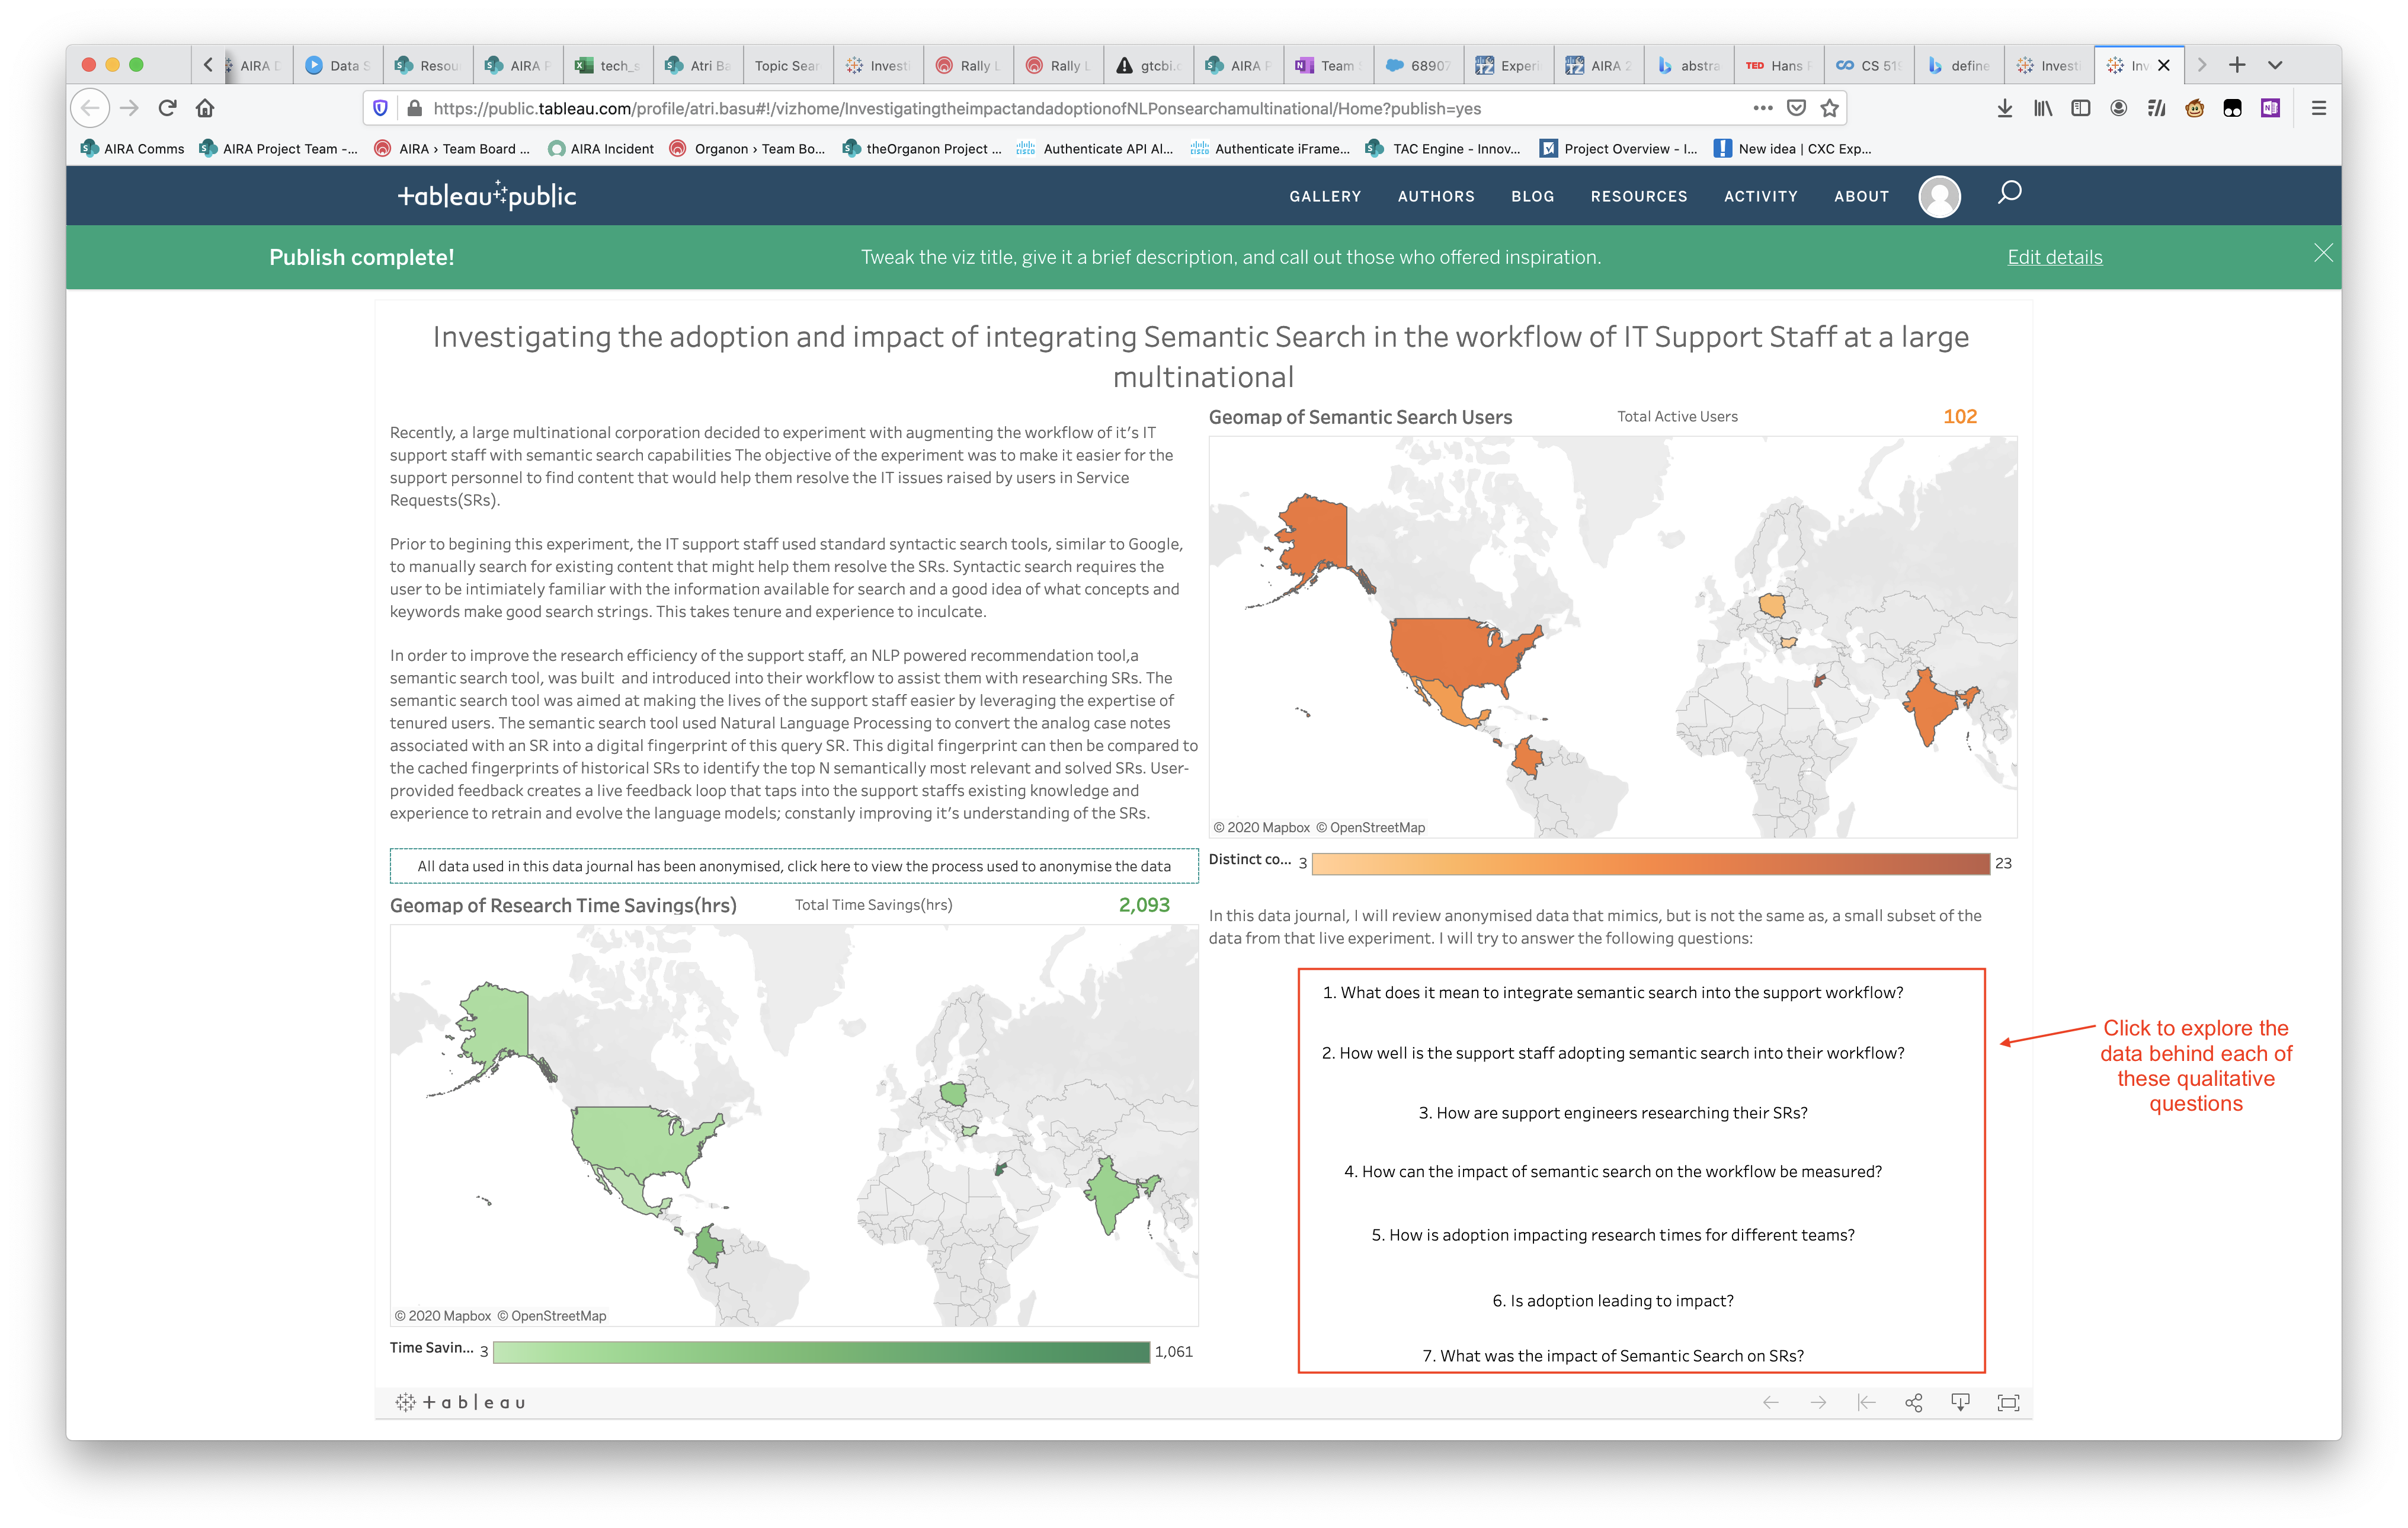 AIRA D
Data S
Resou
AIRA P
tech_s
Atri Ba
Topic Sear
Investi
Rally L
Rally L
gtcbi.c
AIRA P
Team
68907
Experi
AIRA 2
abstra
TED Hans R
CS 519
define
Investi
Inv
https://public.tableau.com/profile/atri.basu#!/vizhome/InvestigatingtheimpactandadoptionofNLPonsearchamultinational/Home?publish=yes
AIRA Comms
AIRA Project Team -...
AIRA › Team Board ...
AIRA Incident
Organon › Team Bo...
theOrganon Project ...
Authenticate API Al...
Authenticate iFrame...
TAC Engine - Innov...
Project Overview - I...
New idea | CXC Exp...
tableau public
GALLERY AUTHORS BLOG RESOURCES ACTIVITY ABOUT
Publish complete!
Tweak the viz title, give it a brief description, and call out those who offered inspiration.
Edit details
Investigating the adoption and impact of integrating Semantic Search in the workflow of IT Support Staff at a large
multinational
Recently, a large multinational corporation decided to experiment with augmenting the workflow of it's IT
support staff with semantic search capabilities The objective of the experiment was to make it easier for the
support personnel to find content that would help them resolve the IT issues raised by users in Service
Requests(SRs).
Prior to begining this experiment, the IT support staff used standard syntactic search tools, similar to Google,
to manually search for existing content that might help them resolve the SRs. Syntactic search requires the
user to be intimiately familiar with the information available for search and a good idea of what concepts and
keywords make good search strings. This takes tenure and experience to inculcate.
In order to improve the research efficiency of the support staff, an NLP powered recommendation tool,a
semantic search tool, was built and introduced into their workflow to assist them with researching SRs. The
semantic search tool was aimed at making the lives of the support staff easier by leveraging the expertise of
tenured users. The semantic search tool used Natural Language Processing to convert the analog case notes
associated with an SR into a digital fingerprint of this query SR. This digital fingerprint can then be compared to
the cached fingerprints of historical SRs to identify the top N semantically most relevant and solved SRs. User-
provided feedback creates a live feedback loop that taps into the support staffs existing knowledge and
experience to retrain and evolve the language models; constanly improving it's understanding of the SRs.
All data used in this data journal has been anonymised, click here to view the process used to anonymise the data
Geomap of Research Time Savings(hrs)
Total Time Savings(hrs)
2,093
© 2020 Mapbox © OpenStreetMap
Time Savin... 3
1,061
Geomap of Semantic Search Users
Total Active Users
102
© 2020 Mapbox © OpenStreetMap
Distinct co... 3
23
In this data journal, I will review anonymised data that mimics, but is not the same as, a small subset of the
data from that live experiment. I will try to answer the following questions:
1. What does it mean to integrate semantic search into the support workflow?
2. How well is the support staff adopting semantic search into their workflow?
3. How are support engineers researching their SRs?
4. How can the impact of semantic search on the workflow be measured?
5. How is adoption impacting research times for different teams?
6. Is adoption leading to impact?
7. What was the impact of Semantic Search on SRs?
Click to explore the
data behind each of
these qualitative
questions
tableau